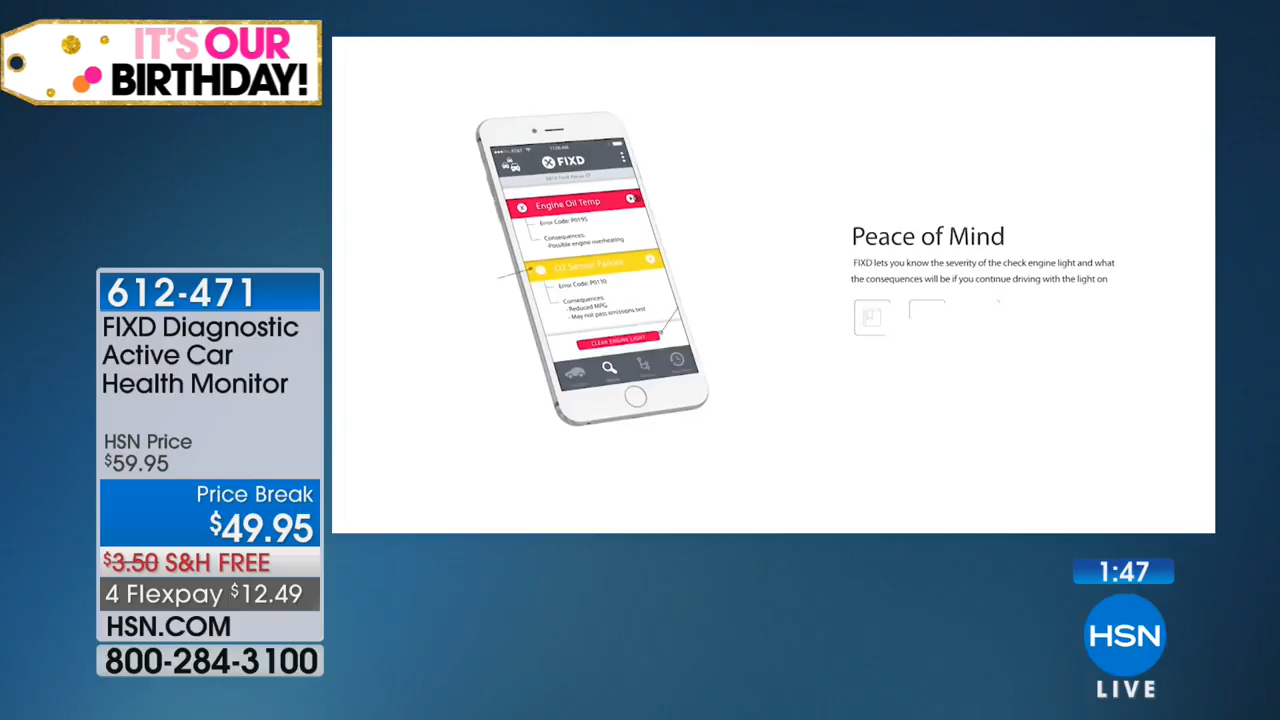 IT'S OUR
BIRTHDAY!
612-471
FIXD Diagnostic
Active Car
Health Monitor
HSN Price
$59.95
Price Break
$49.95
$3.50 S&H FREE
4 Flexpay $12.49
HSN.COM
800-284-3100
AT&T
FIXD
Engine Oil Temp
Error Code: P0195
Consequences:
-Possible engine overheating
O2 Sensor Failure
Error Code: P0130
Consequences:
- Reduced MPG
- May not pass emissions test
CLEAR ENGINE LIGHT
Peace of Mind
FIXD lets you know the severity of the check engine light and what
the consequences will be if you continue driving with the light on
1:47
HSN
LIVE